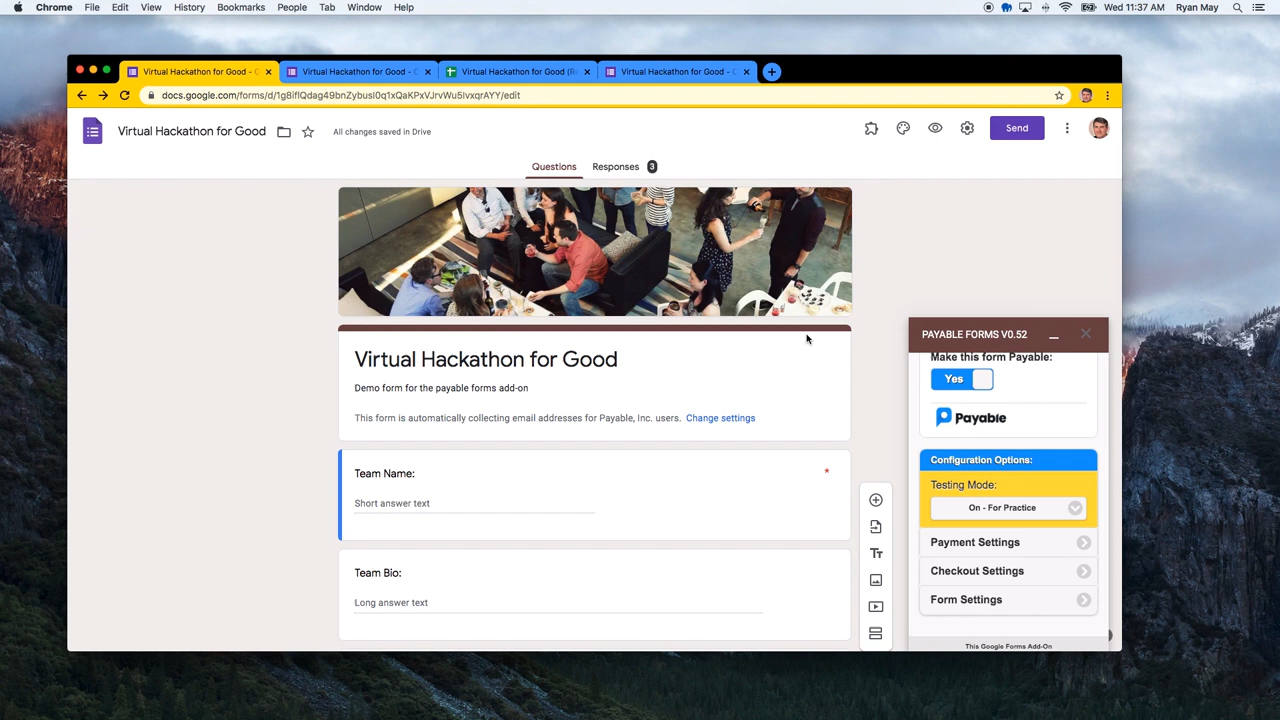 Chrome File Edit View History Bookmarks People Tab Window Help Wed 11:37 AM Ryan May
Virtual Hackathon for Good - C Virtual Hackathon for Good - C Virtual Hackathon for Good (Re Virtual Hackathon for Good - C
docs.google.com/forms/d/1g8iflQdag49bnZybusI0q1xQaKPxVJrvWu5IvxqrAYY/edit
Virtual Hackathon for Good All changes saved in Drive Send
Questions Responses 3
Virtual Hackathon for Good
Demo form for the payable forms add-on
This form is automatically collecting email addresses for Payable, Inc. users. Change settings
Team Name: *
Short answer text
Team Bio:
Long answer text
PAYABLE FORMS V0.52
Make this form Payable:
Yes
Payable
Configuration Options:
Testing Mode:
On - For Practice
Payment Settings
Checkout Settings
Form Settings
This Google Forms Add-On